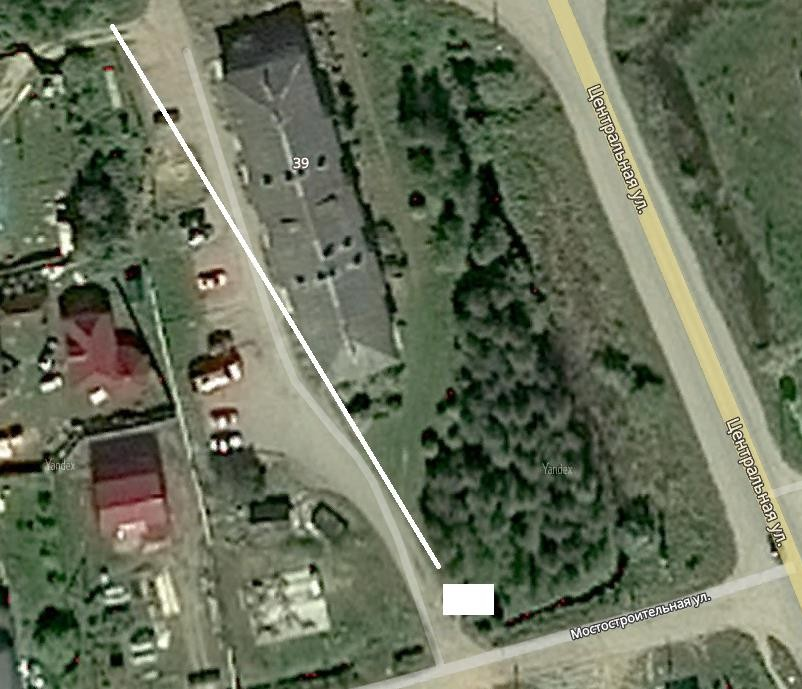 Центральная ул.
39
Центральная ул.
Yandex
Yandex
Мостостроительная ул.